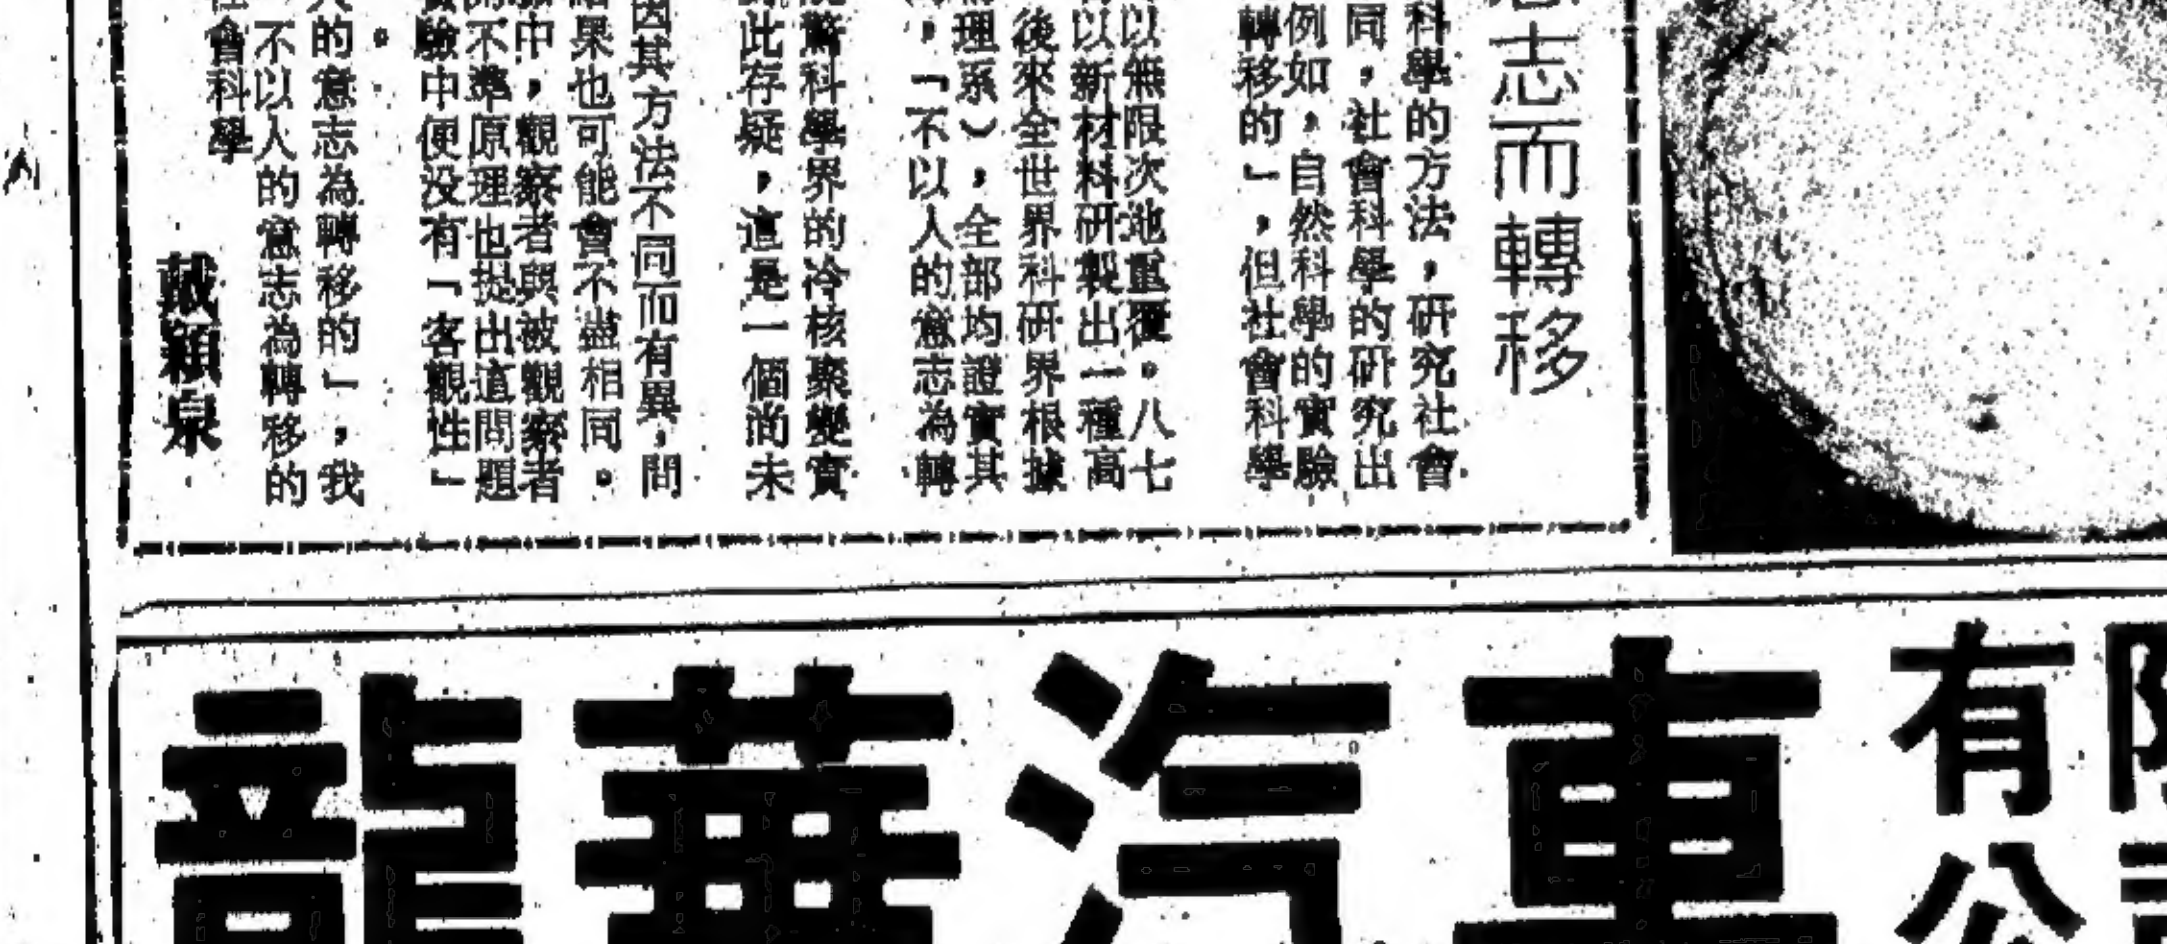 志而轉移
科學的方法，研究社會
同，社會科學的研究出
例如，自然科學的實驗
轉移的」，但社會科學
以無限次地重覆。八七
以新材料研製出一種高
後來全世界科研界根據
理系），全部均證實其
，「不以人的意志為轉
驚科學界的冷核聚變實
此存疑，這是一個尚未
因其方法不同而有異，問
果也可能會不盡相同。
中，觀察者與被觀察者
不準原理也提出這問題
驗中便没有「客觀性」
。
的意志為轉移的」，我
不以人的意志為轉移的
會科學
戴穎泉
龍華汽車
有
公